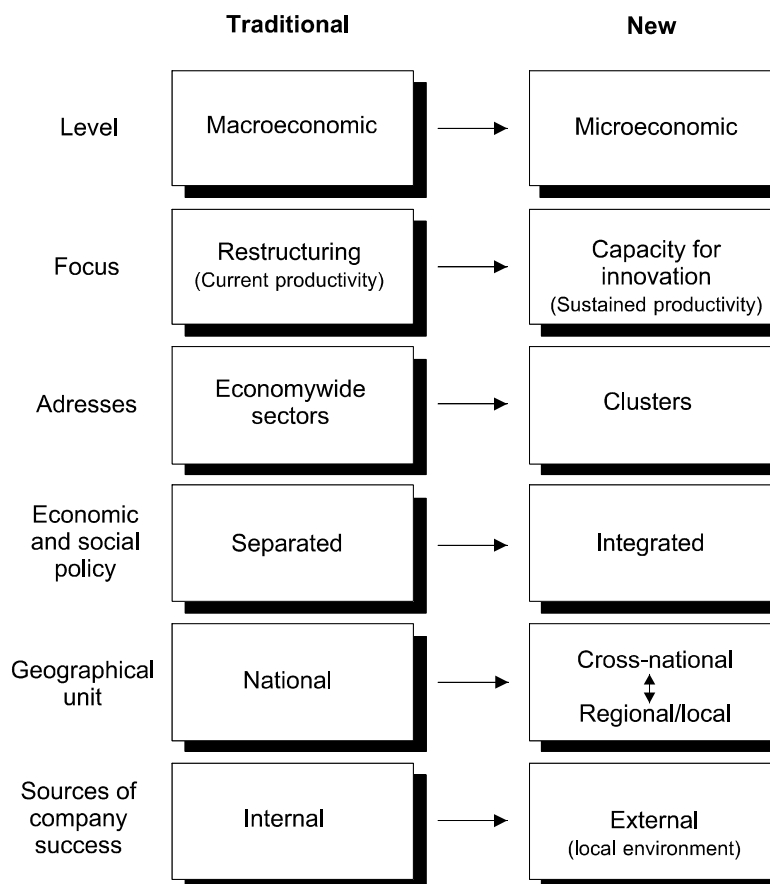 Traditional
New
Level
Macroeconomic
Microeconomic
Focus
Restructuring
(Current productivity)
Capacity for
innovation
(Sustained productivity)
Adresses
Economywide
sectors
Clusters
Economic
and social
policy
Separated
Integrated
Geographical
unit
National
Cross-national
Regional/local
Sources of
company
success
Internal
External
(local environment)